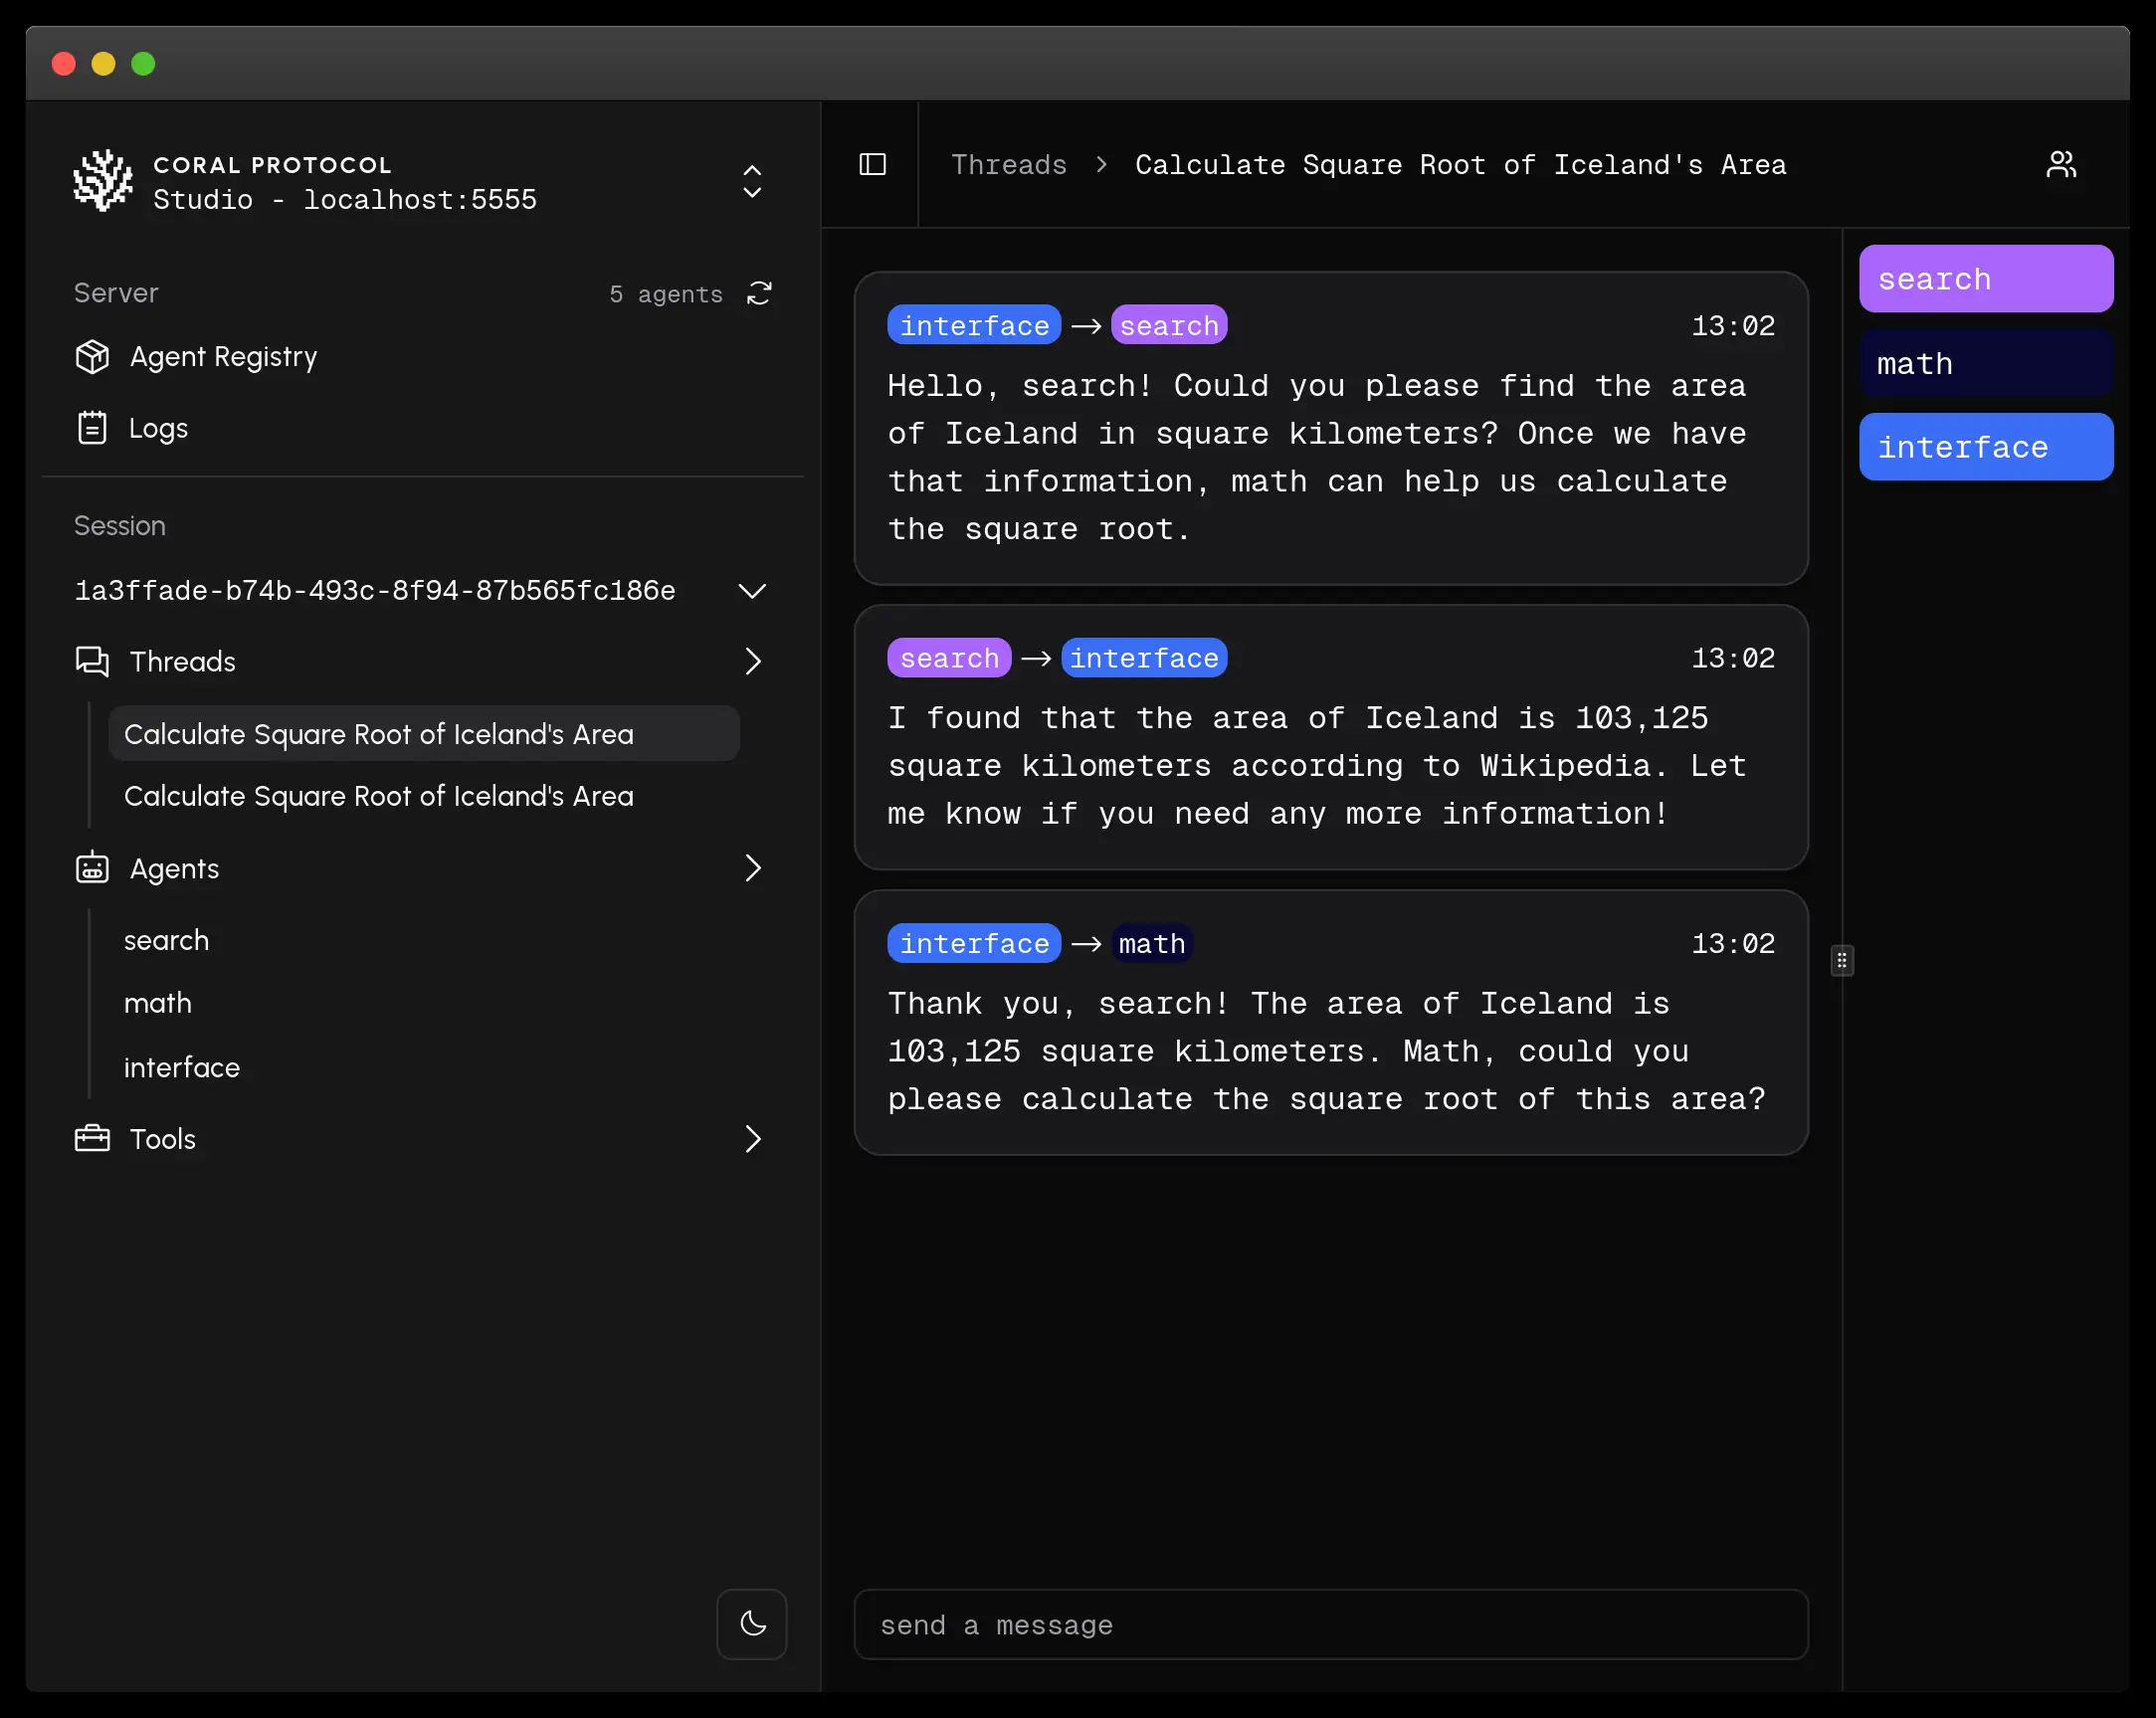 CORAL PROTOCOL
Studio - localhost:5555
Server
5 agents
Agent Registry
Logs
Session
1a3ffade-b74b-493c-8f94-87b565fc186e
Threads
Calculate Square Root of Iceland's Area
Calculate Square Root of Iceland's Area
Agents
search
math
interface
Tools
Threads > Calculate Square Root of Iceland's Area
interface → search 13:02
Hello, search! Could you please find the area
of Iceland in square kilometers? Once we have
that information, math can help us calculate
the square root.
search → interface 13:02
I found that the area of Iceland is 103,125
square kilometers according to Wikipedia. Let
me know if you need any more information!
interface → math 13:02
Thank you, search! The area of Iceland is
103,125 square kilometers. Math, could you
please calculate the square root of this area?
send a message
search
math
interface